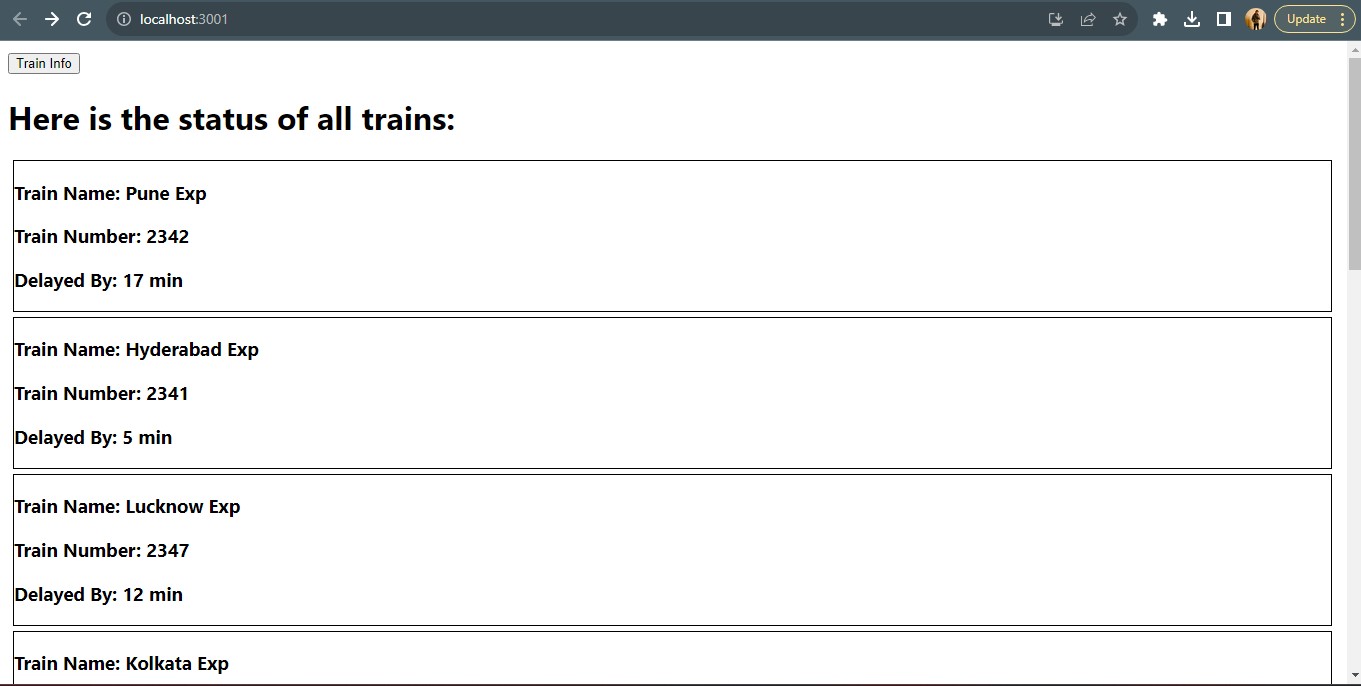 localhost:3001
Update
Train Info
Here is the status of all trains:
Train Name: Pune Exp
Train Number: 2342
Delayed By: 17 min
Train Name: Hyderabad Exp
Train Number: 2341
Delayed By: 5 min
Train Name: Lucknow Exp
Train Number: 2347
Delayed By: 12 min
Train Name: Kolkata Exp